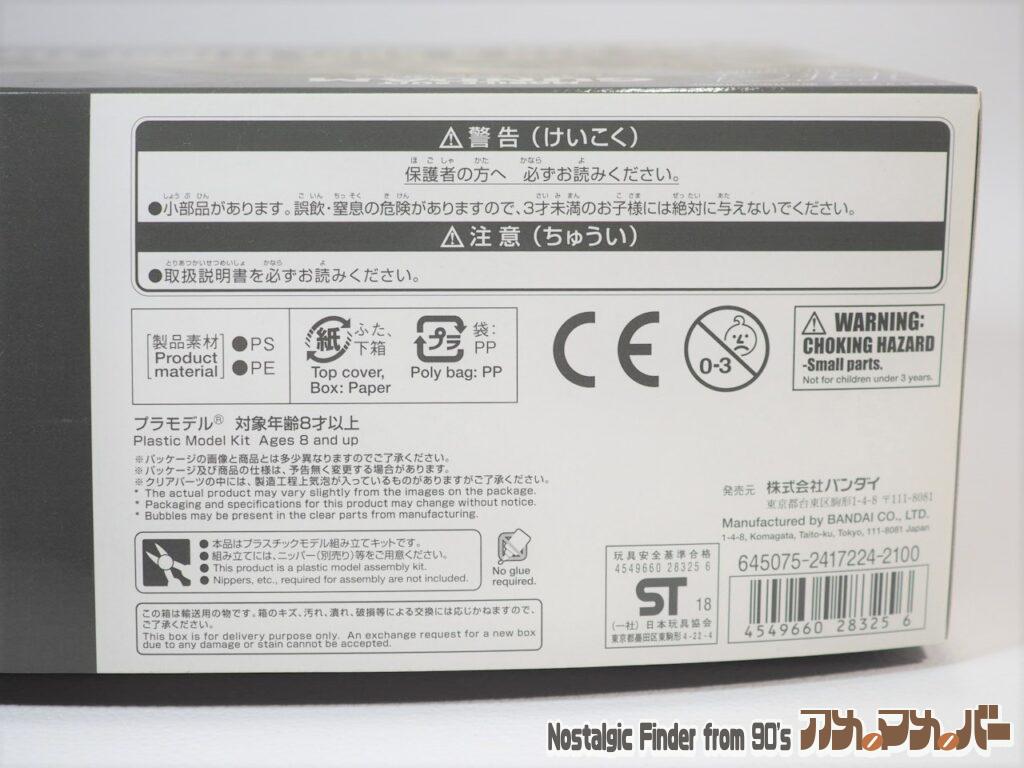 警告（けいこく）
保護者の方へ 必ずお読みください。
●小部品があります。誤飲・窒息の危険がありますので、3才未満のお子様には絶対に与えないでください。
注意（ちゅうい）
●取扱説明書を必ずお読みください。
[製品素材]
Product
material
●PS
●PE
紙
ふた、
下箱
Top cover,
Box: Paper
プラ
袋:
PP
Poly bag: PP
CE
0-3
WARNING:
CHOKING HAZARD
-Small parts.
Not for children under 3 years.
プラモデル® 対象年齢8才以上
Plastic Model Kit Ages 8 and up
※パッケージの画像と商品とは多少異なりますのでご了承ください。
※パッケージ及び商品の仕様は、予告無く変更する場合があります。
※クリアパーツの中には、製造工程上気泡が入っているものがありますがご了承ください。
* The actual product may vary slightly from the images on the package.
* Packaging and specifications for this product may change without notice.
* Bubbles may be present in the clear parts from manufacturing.
● 本品はプラスチックモデル組み立てキットです。
● 組み立てには、ニッパー（別売り）等をご用意ください。
● This product is a plastic model assembly kit.
● Nippers, etc., required for assembly are not included.
No glue
required.
この箱は輸送用の物です。箱のキズ、汚れ、潰れ、破損等による交換には応じかねますので、
ご了承ください。
This box is for delivery purpose only. An exchange request for a new box
due to any damage or stain cannot be accepted.
発売元 株式会社バンダイ
東京都台東区駒形1-4-8 〒111-8081
Manufactured by BANDAI CO., LTD.
1-4-8, Komagata, Taito-ku, Tokyo, 111-8081 Japan
645075-2417224-2100
玩具安全基準合格
4549660 28325 6
ST 18
(一社) 日本玩具協会
東京都墨田区東駒形4-22-4
4549660 28325 6
Nostalgic Finder from 90's アカマカバー